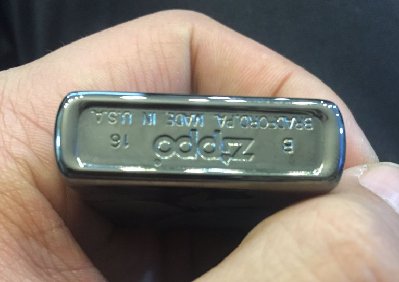 B Zippo 16
BRADFORD,PA. MADE IN U.S.A.